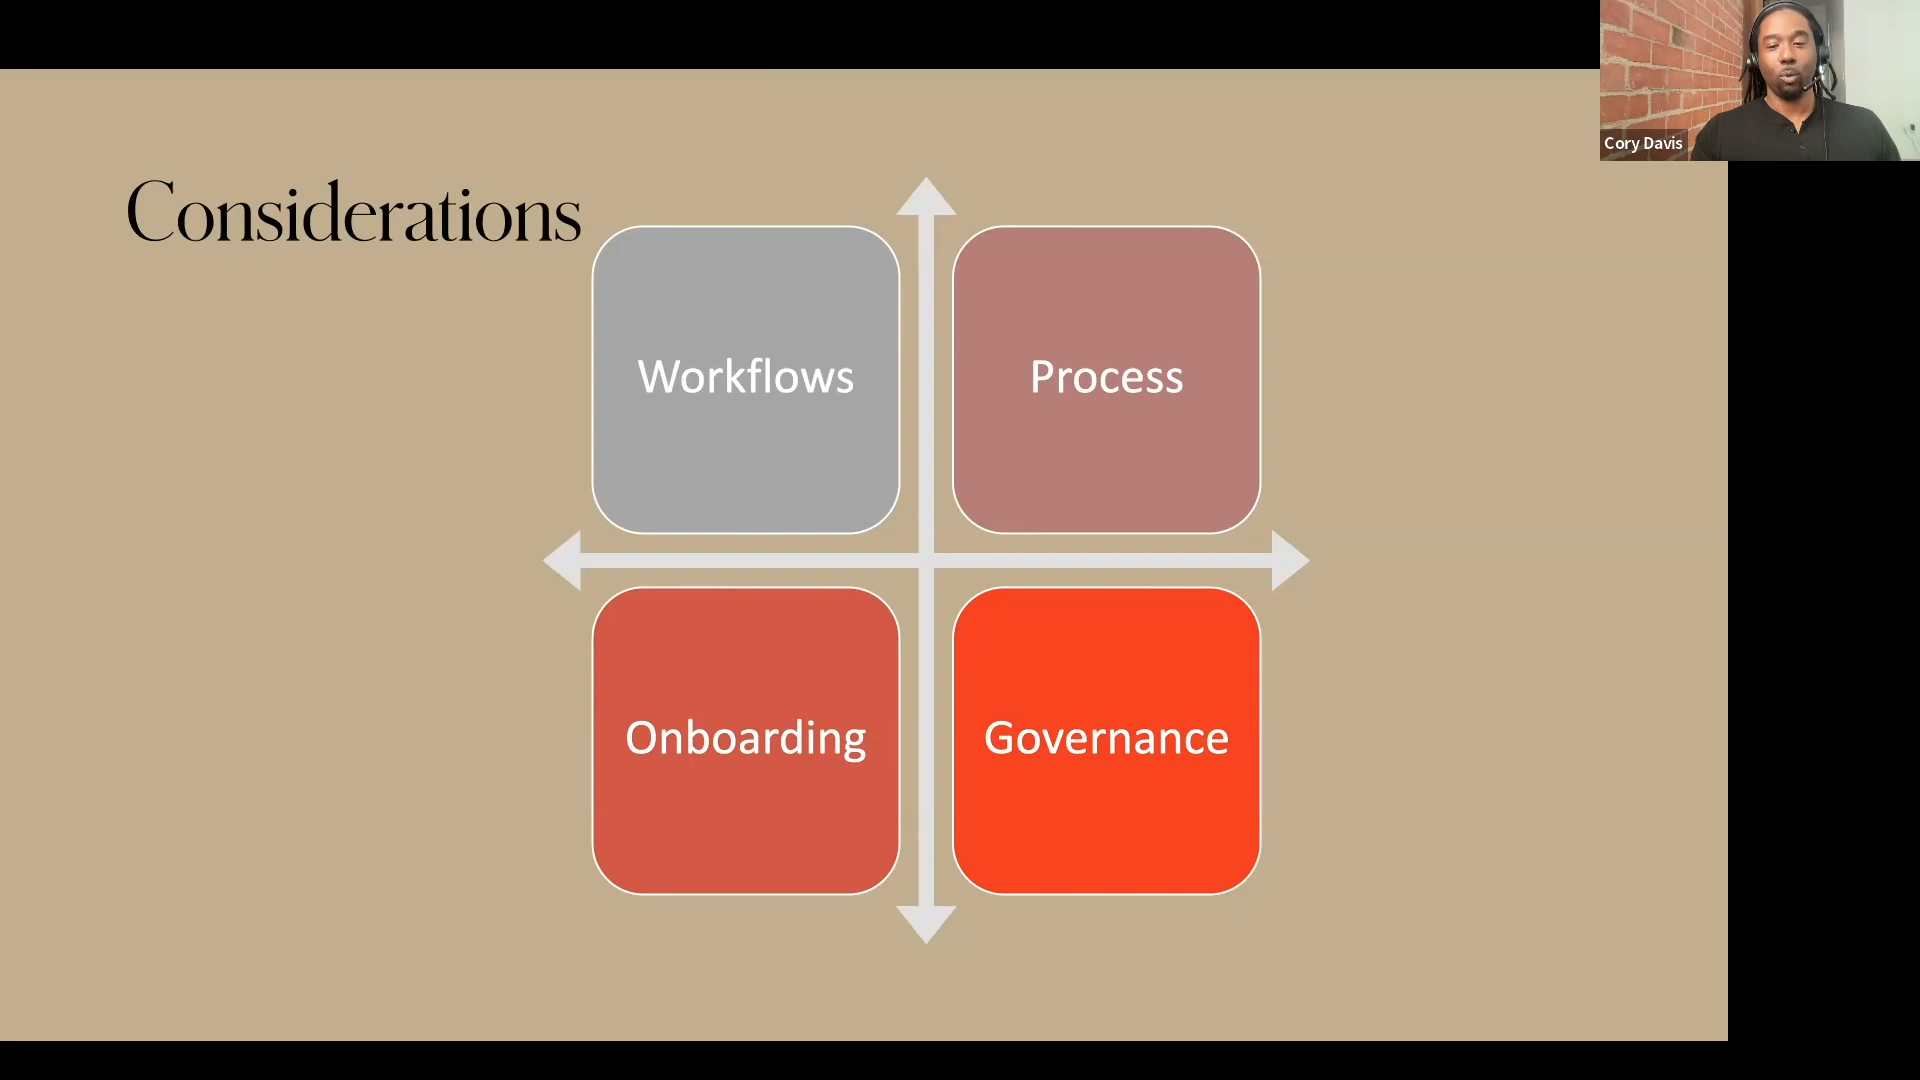 Cory Davis
Considerations
Workflows
Process
Onboarding
Governance